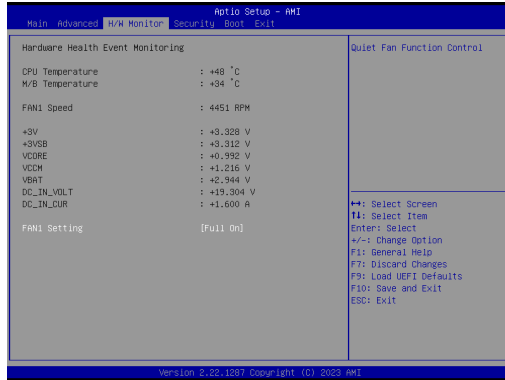 Aptio Setup - AMI
Main Advanced H/W Monitor Security Boot Exit
Hardware Health Event Monitoring
CPU Temperature : +48 °C
M/B Temperature : +34 °C
FAN1 Speed : 4451 RPM
+3V : +3.328 V
+3VSB : +3.312 V
VCORE : +0.992 V
VCCM : +1.216 V
VBAT : +2.944 V
DC_IN_VOLT : +19.304 V
DC_IN_CUR : +1.600 A
FAN1 Setting [Full On]
Quiet Fan Function Control
↔: Select Screen
↑↓: Select Item
Enter: Select
+/-: Change Option
F1: General Help
F7: Discard Changes
F9: Load UEFI Defaults
F10: Save and Exit
ESC: Exit
Version 2.22.1287 Copyright (C) 2023 AMI